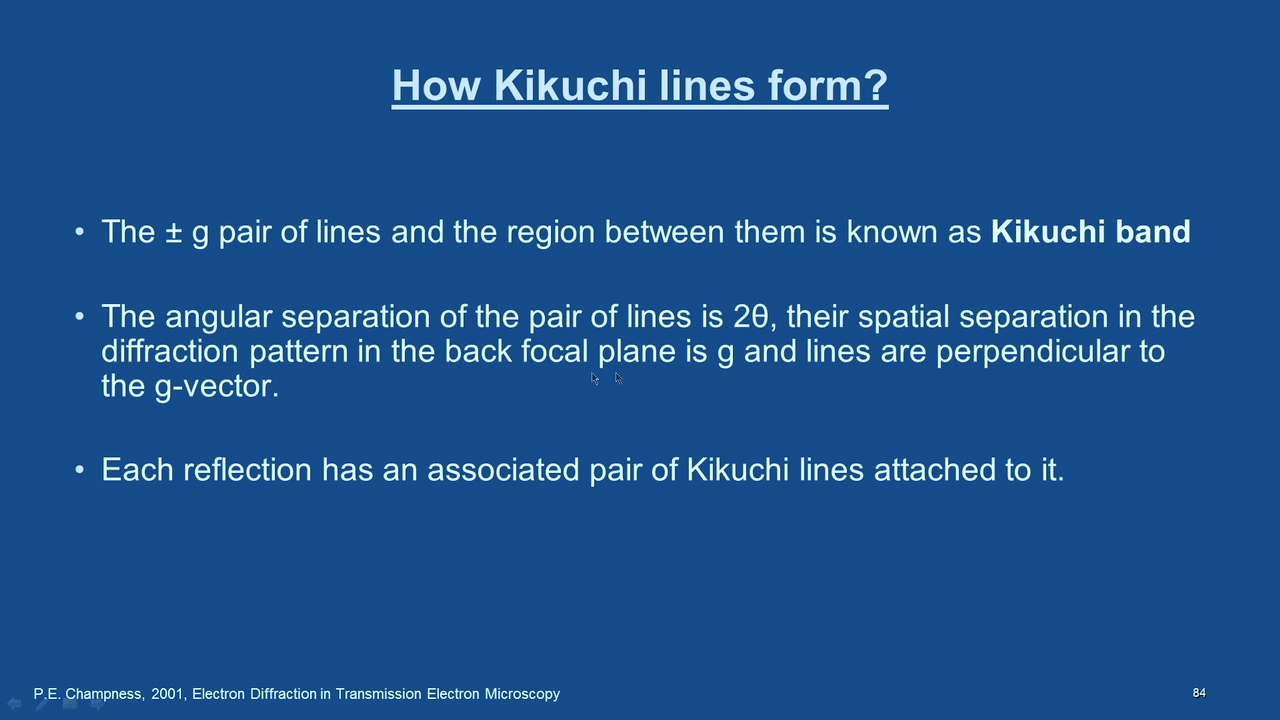 How Kikuchi lines form?
• The ± g pair of lines and the region between them is known as Kikuchi band
• The angular separation of the pair of lines is 2θ, their spatial separation in the
diffraction pattern in the back focal plane is g and lines are perpendicular to
the g-vector.
• Each reflection has an associated pair of Kikuchi lines attached to it.
P.E. Champness, 2001, Electron Diffraction in Transmission Electron Microscopy
84